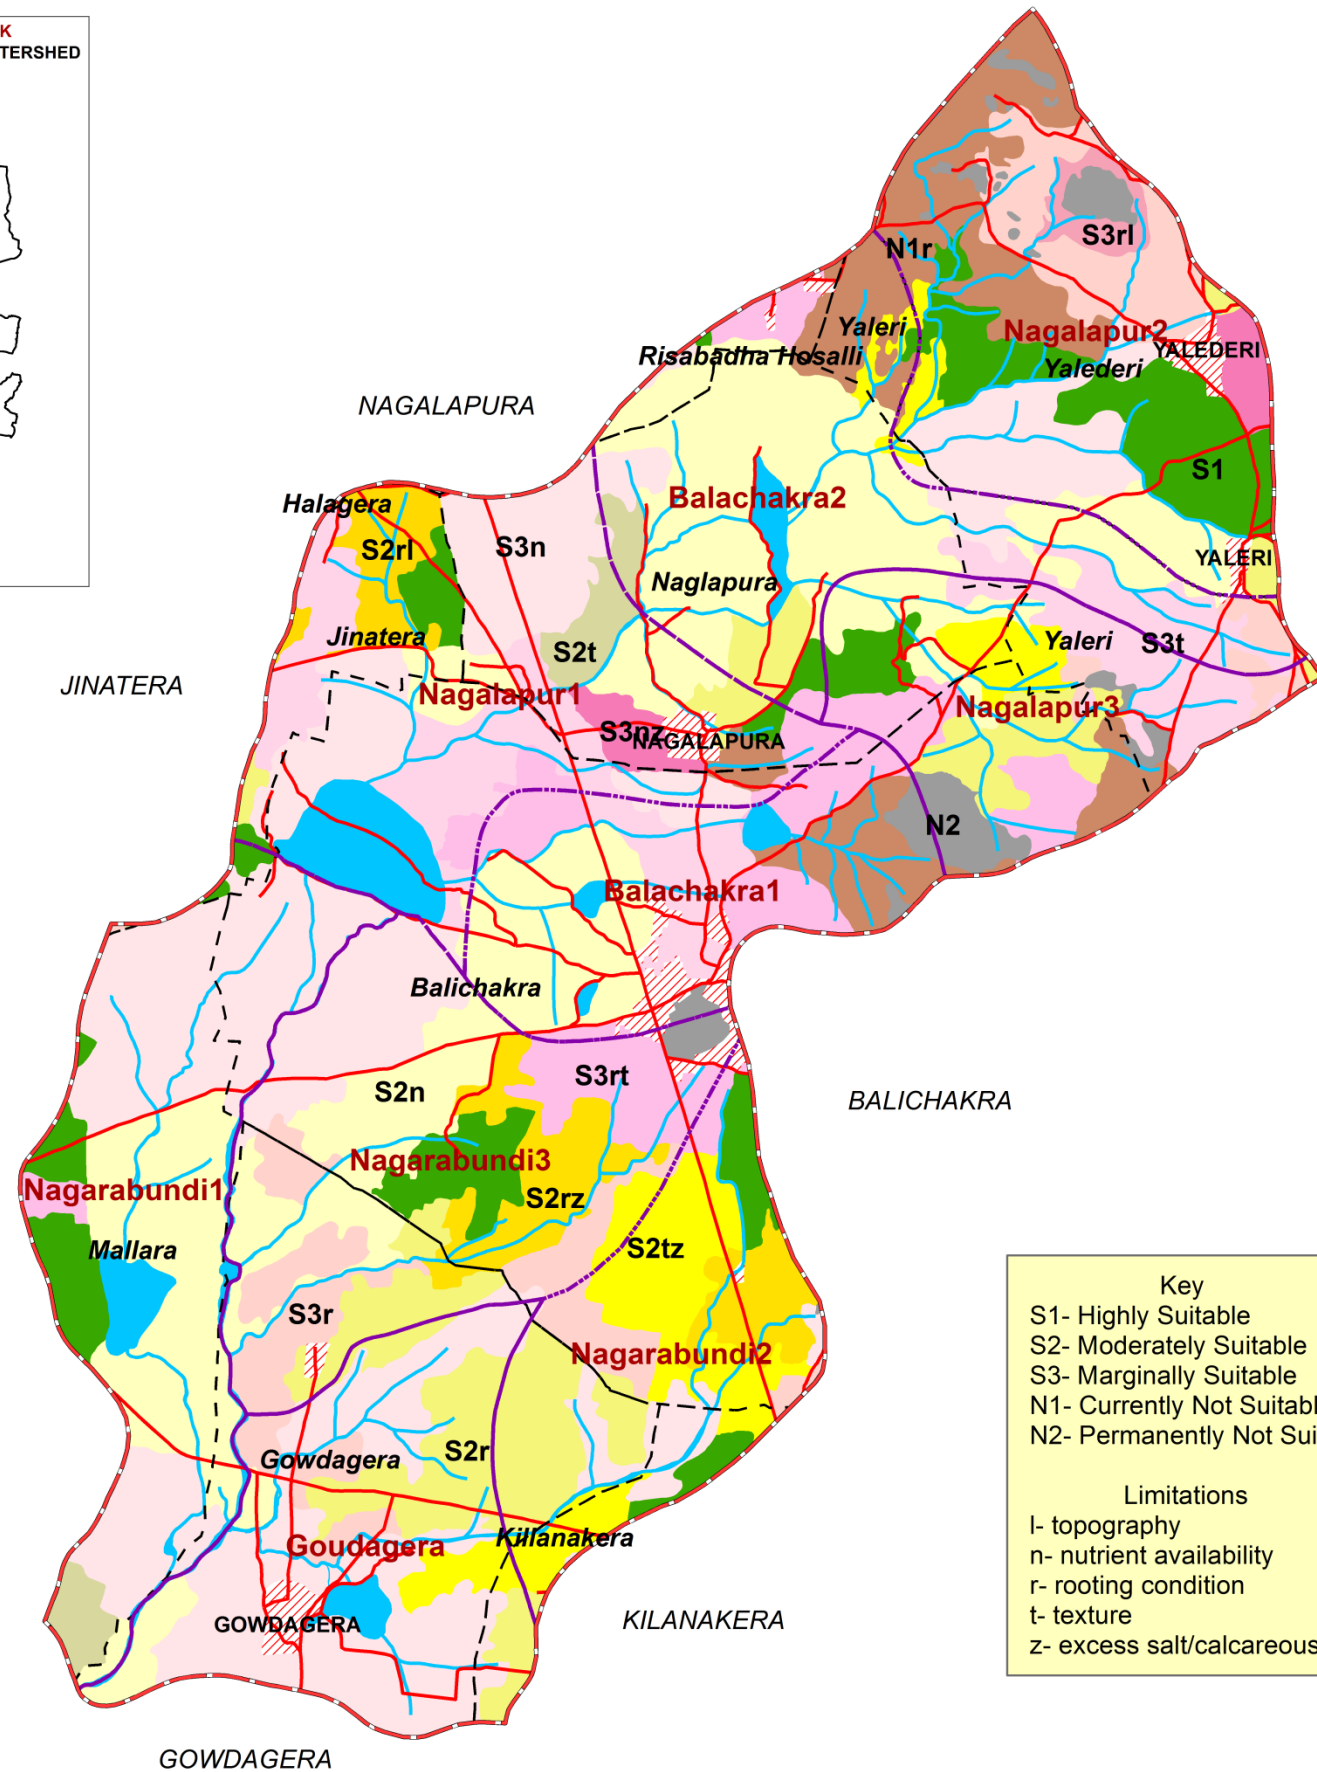 K
TERSHED
S3rl
N1r
Yaleri
Nagalapur2
YALEDERI
Risabadha Hosalli
Yalederi
NAGALAPURA
S1
Balachakra2
Halagera
S2rl
S3n
YALERI
Naglapura
Jinatera
Yaleri
S3t
S2t
JINATERA
Nagalapur1
Nagalapur3
S3nz
NAGALAPURA
N2
Balachakra1
Balichakra
S3rt
S2n
BALICHAKRA
Nagarabundi3
Nagarabundi1
S2rz
Mallara
S2tz
S3r
Nagarabundi2
S2r
Gowdagera
Killanakera
Goudagera
GOWDAGERA
KILANAKERA
GOWDAGERA
Key
S1- Highly Suitable
S2- Moderately Suitable
S3- Marginally Suitable
N1- Currently Not Suitabl
N2- Permanently Not Sui
Limitations
l- topography
n- nutrient availability
r- rooting condition
t- texture
z- excess salt/calcareous